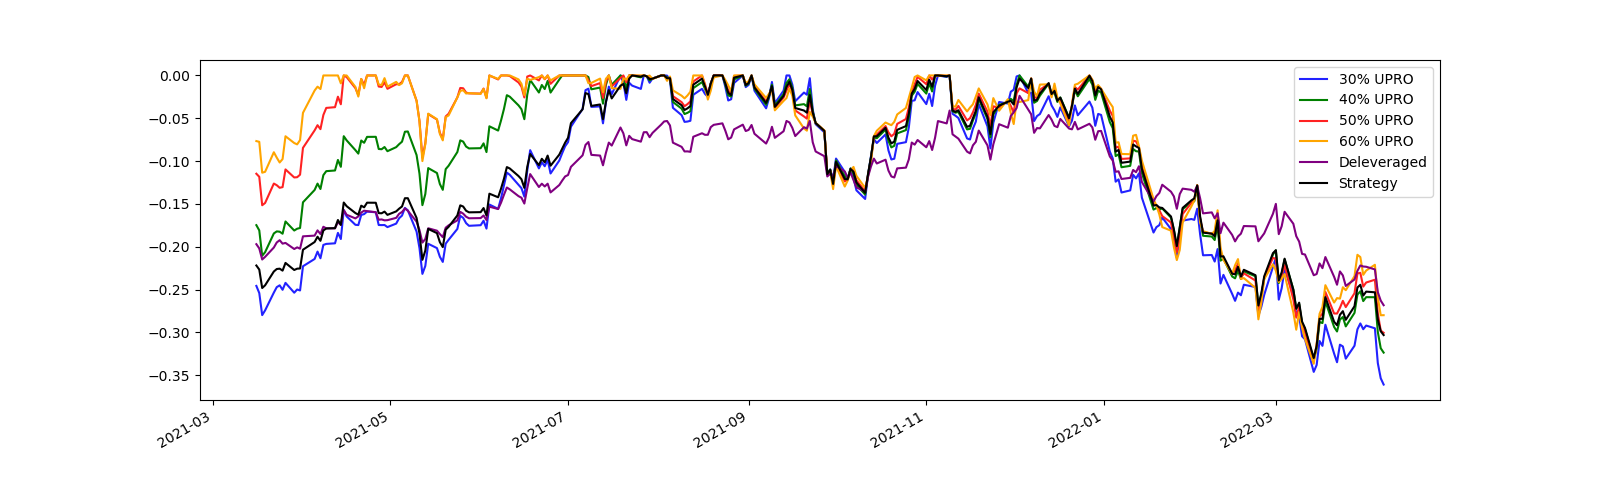 0.00
−0.05
−0.10
−0.15
−0.20
−0.25
−0.30
−0.35
2021-03
2021-05
2021-07
2021-09
2021-11
2022-01
2022-03
30% UPRO
40% UPRO
50% UPRO
60% UPRO
Deleveraged
Strategy